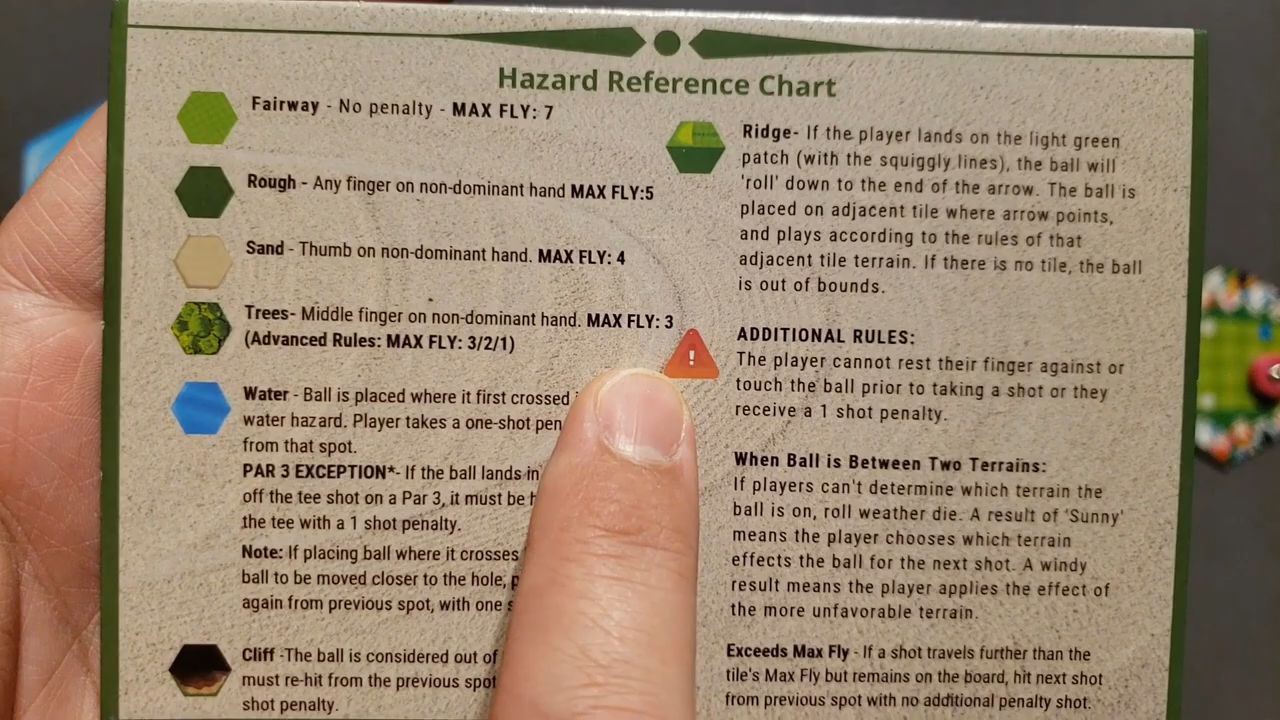 Hazard Reference Chart
Fairway - No penalty - MAX FLY: 7
Rough - Any finger on non-dominant hand MAX FLY:5
Sand - Thumb on non-dominant hand. MAX FLY: 4
Trees- Middle finger on non-dominant hand. MAX FLY: 3
(Advanced Rules: MAX FLY: 3/2/1)
Water - Ball is placed where it first crossed
water hazard. Player takes a one-shot
from that spot.
PAR 3 EXCEPTION*- If the ball lands in
off the tee shot on a Par 3, it must be
the tee with a 1 shot penalty.
Note: If placing ball where it crosses
ball to be moved closer to the hole,
again from previous spot, with one
Cliff -The ball is considered out of
must re-hit from the previous spot
shot penalty.
Ridge- If the player lands on the light green
patch (with the squiggly lines), the ball will
'roll' down to the end of the arrow. The ball is
placed on adjacent tile where arrow points,
and plays according to the rules of that
adjacent tile terrain. If there is no tile, the ball
is out of bounds.
!
ADDITIONAL RULES:
The player cannot rest their finger against or
touch the ball prior to taking a shot or they
receive a 1 shot penalty.
When Ball is Between Two Terrains:
If players can't determine which terrain the
ball is on, roll weather die. A result of 'Sunny'
means the player chooses which terrain
effects the ball for the next shot. A windy
result means the player applies the effect of
the more unfavorable terrain.
Exceeds Max Fly - If a shot travels further than the
tile's Max Fly but remains on the board, hit next shot
from previous spot with no additional penalty shot.